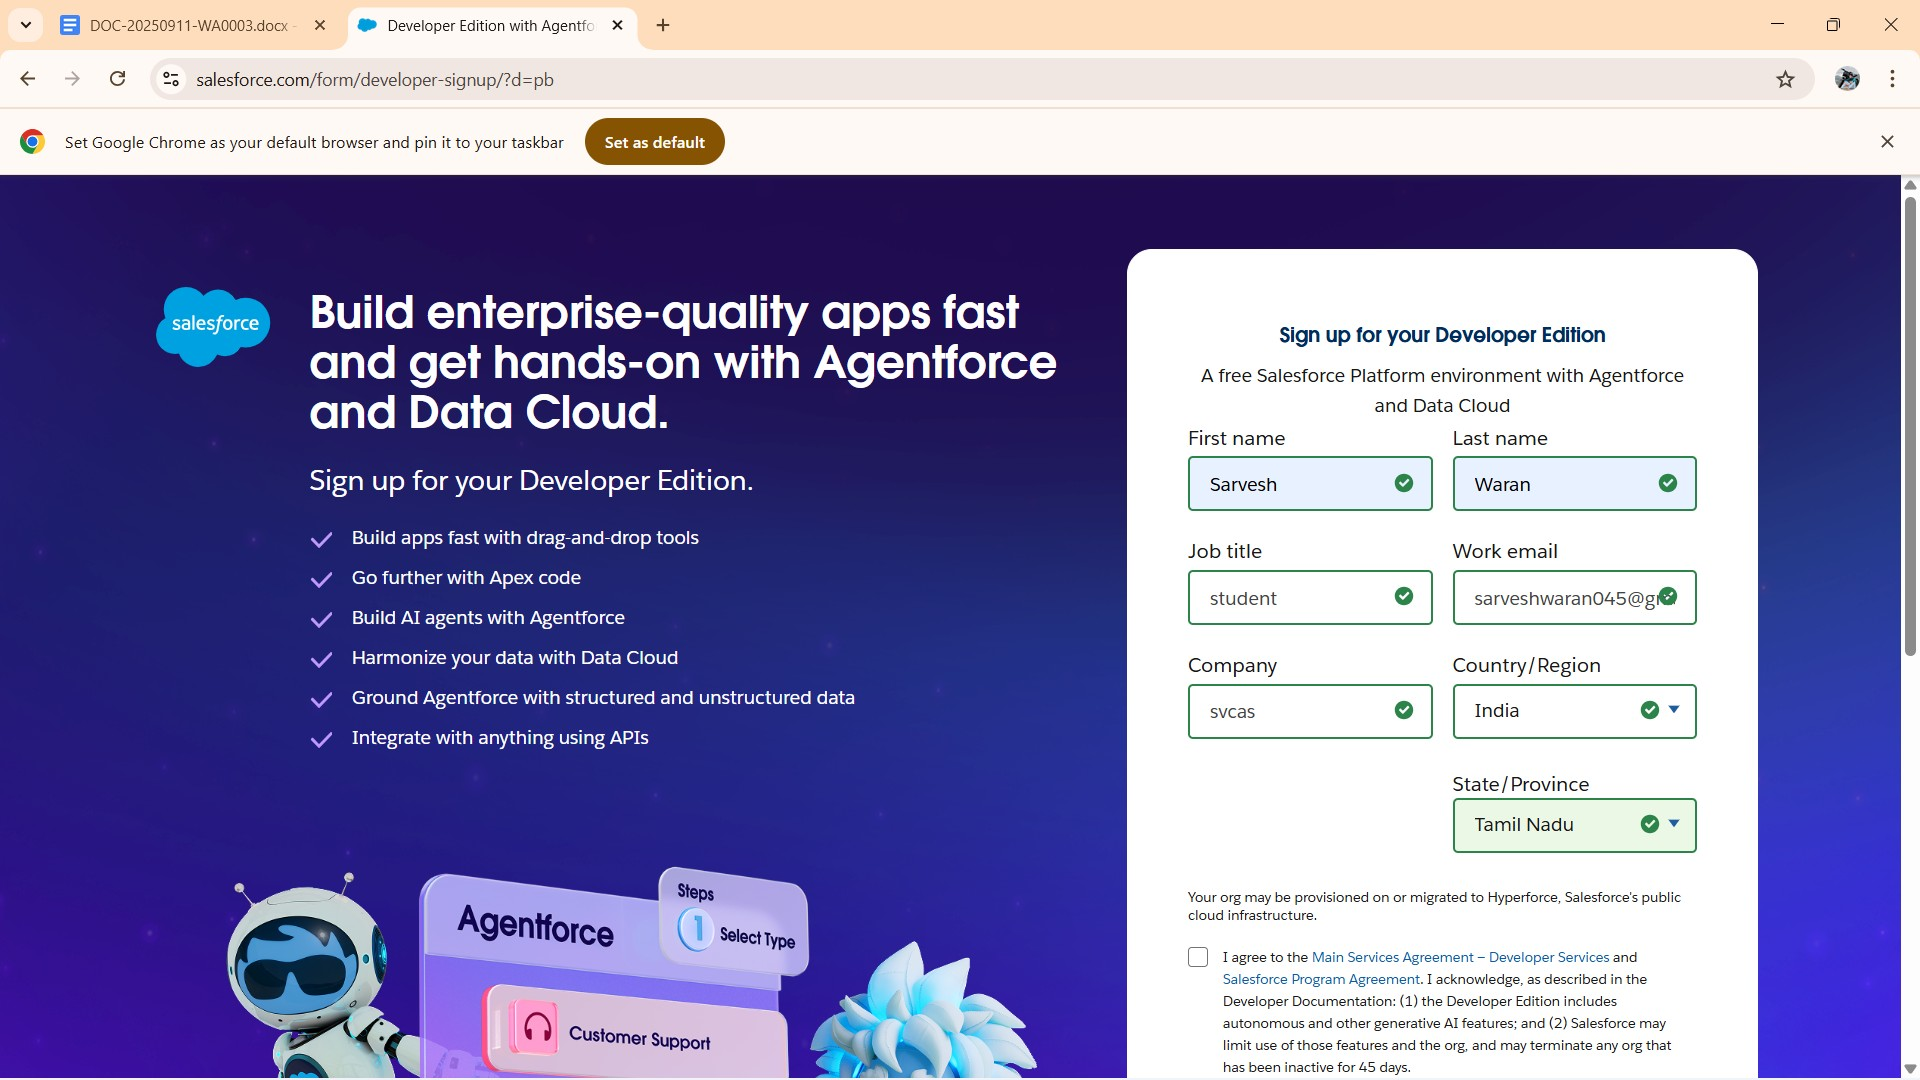 DOC-20250911-WA0003.docx -
Developer Edition with Agentfo
salesforce.com/form/developer-signup/?d=pb
Set Google Chrome as your default browser and pin it to your taskbar
Set as default
salesforce
Build enterprise-quality apps fast
and get hands-on with Agentforce
and Data Cloud.
Sign up for your Developer Edition.
Build apps fast with drag-and-drop tools
Go further with Apex code
Build AI agents with Agentforce
Harmonize your data with Data Cloud
Ground Agentforce with structured and unstructured data
Integrate with anything using APIs
Agentforce
Steps
1 Select Type
Customer Support
Sign up for your Developer Edition
A free Salesforce Platform environment with Agentforce
and Data Cloud
First name
Last name
Sarvesh
Waran
Job title
Work email
student
sarveshwaran045@gm
Company
Country/Region
svcas
India
State/Province
Tamil Nadu
Your org may be provisioned on or migrated to Hyperforce, Salesforce's public
cloud infrastructure.
I agree to the Main Services Agreement – Developer Services and
Salesforce Program Agreement. I acknowledge, as described in the
Developer Documentation: (1) the Developer Edition includes
autonomous and other generative AI features; and (2) Salesforce may
limit use of those features and the org, and may terminate any org that
has been inactive for 45 days.